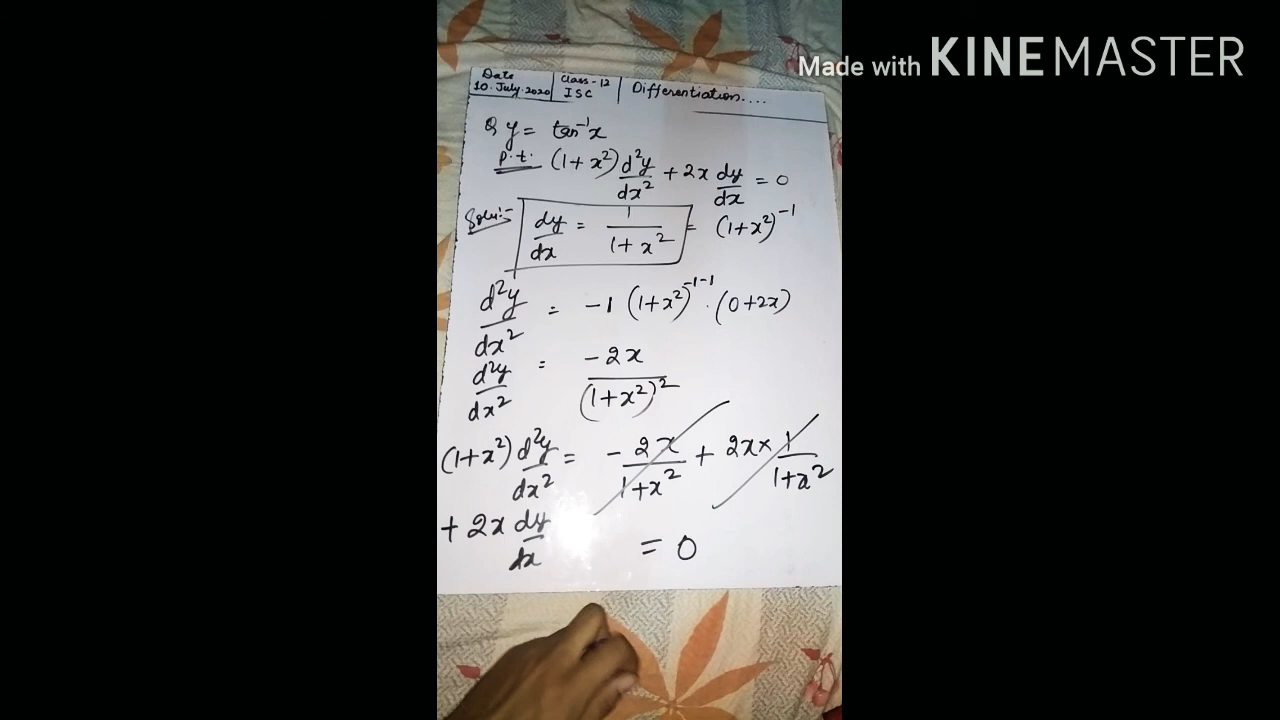 Made with KINEMASTER
Date
10.July.2020
Class-12
ISC
Differentiation....
Q y = tan⁻¹x
P.t. (1+x²) d²y/dx² + 2x dy/dx = 0
Solu:- dy/dx = 1/(1+x²) = (1+x²)⁻¹
d²y/dx² = -1 (1+x²)⁻¹⁻¹ . (0+2x)
d²y/dx² = -2x/(1+x²)²
(1+x²) d²y/dx² = -2x/(1+x²) + 2x × 1/(1+x²)
+ 2x dy/dx = 0